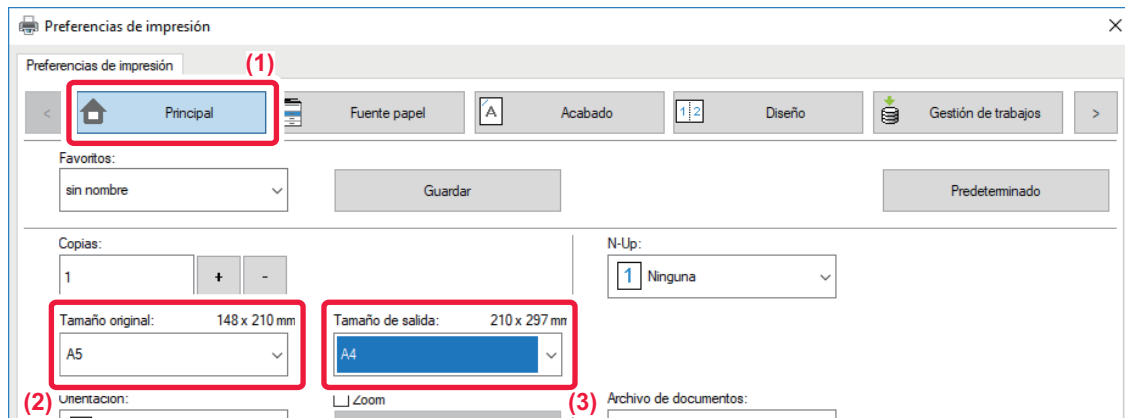 Preferencias de impresión
Preferencias de impresión
(1)
Principal
Fuente papel
Acabado
Diseño
Gestión de trabajos
Favoritos:
sin nombre
Guardar
Predeterminado
Copias:
N-Up:
1
+
-
1 Ninguna
Tamaño original: 148 x 210 mm
Tamaño de salida: 210 x 297 mm
A5
A4
(2)
Orientación:
Zoom
(3)
Archivo de documentos: